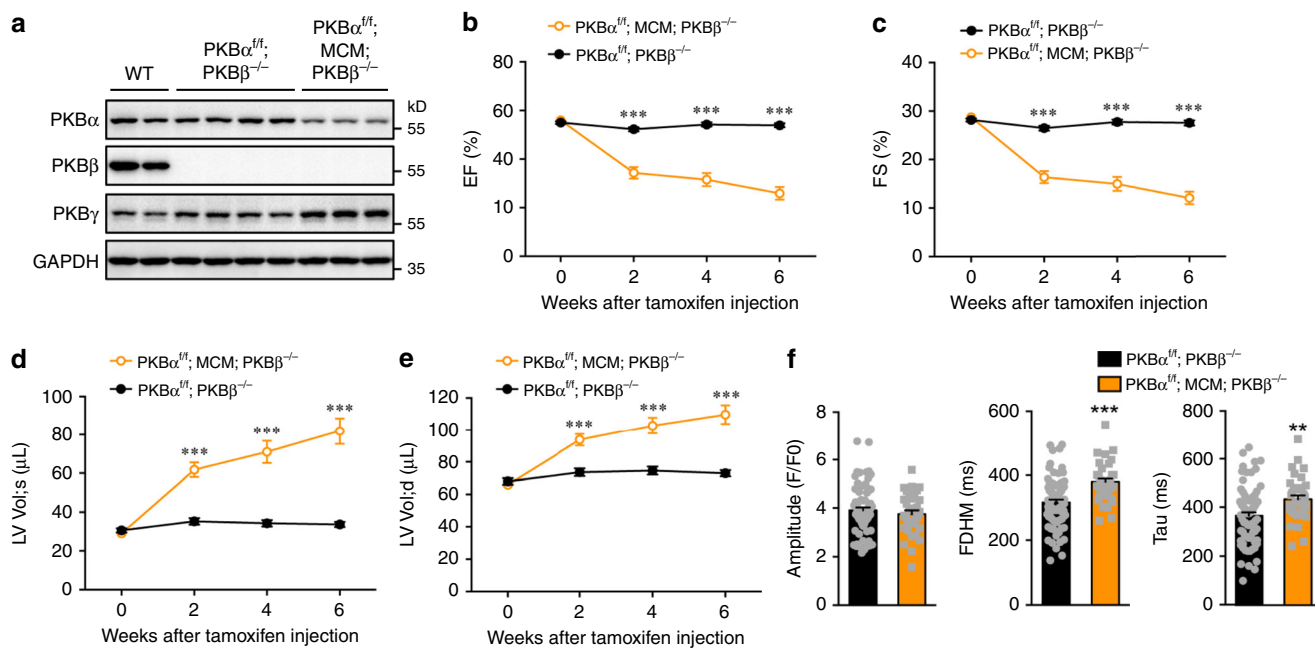 a
WT
PKBα^f/f;
PKBβ^−/−
PKBα^f/f;
MCM;
PKBβ^−/−
kD
PKBα
55
PKBβ
55
PKBγ
55
GAPDH
35
b
PKBα^f/f; MCM; PKBβ^−/−
PKBα^f/f; PKBβ^−/−
EF (%)
80
60
40
20
0
***
***
***
0 2 4 6
Weeks after tamoxifen injection
c
PKBα^f/f; PKBβ^−/−
PKBα^f/f; MCM; PKBβ^−/−
FS (%)
40
30
20
10
0
***
***
***
0 2 4 6
Weeks after tamoxifen injection
d
PKBα^f/f; MCM; PKBβ^−/−
PKBα^f/f; PKBβ^−/−
LV Vol;s (μL)
100
80
60
40
20
0
***
***
***
0 2 4 6
Weeks after tamoxifen injection
e
PKBα^f/f; MCM; PKBβ^−/−
PKBα^f/f; PKBβ^−/−
LV Vol;d (μL)
120
100
80
60
40
20
0
***
***
***
0 2 4 6
Weeks after tamoxifen injection
f
PKBα^f/f; PKBβ^−/−
PKBα^f/f; MCM; PKBβ^−/−
Amplitude (F/F0)
8
6
4
2
0
FDHM (ms)
600
400
200
0
***
Tau
(ms)
800
600
400
200
0
**